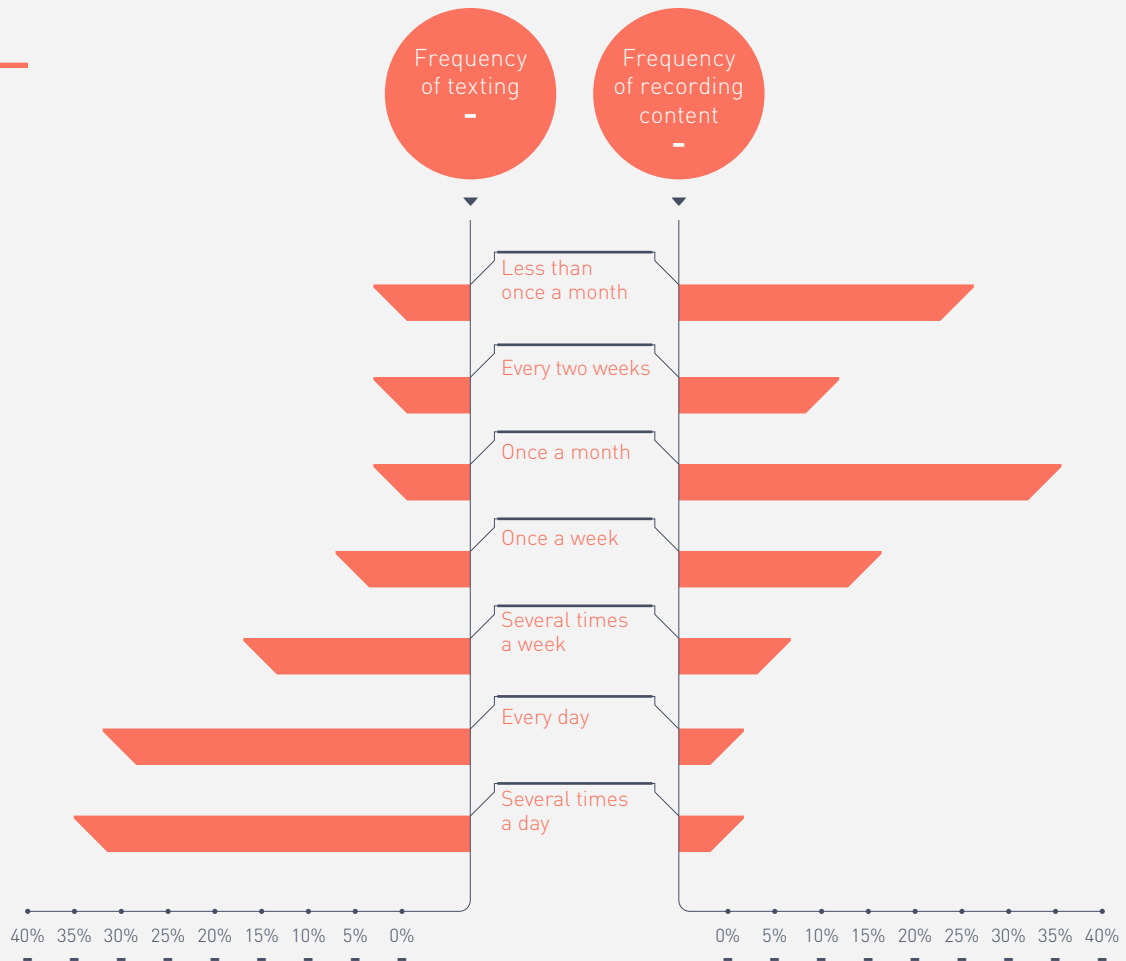 Frequency
of texting
-
Frequency
of recording
content
-
Less than
once a month
Every two weeks
Once a month
Once a week
Several times
a week
Every day
Several times
a day
40% 35% 30% 25% 20% 15% 10% 5% 0%
0% 5% 10% 15% 20% 25% 30% 35% 40%